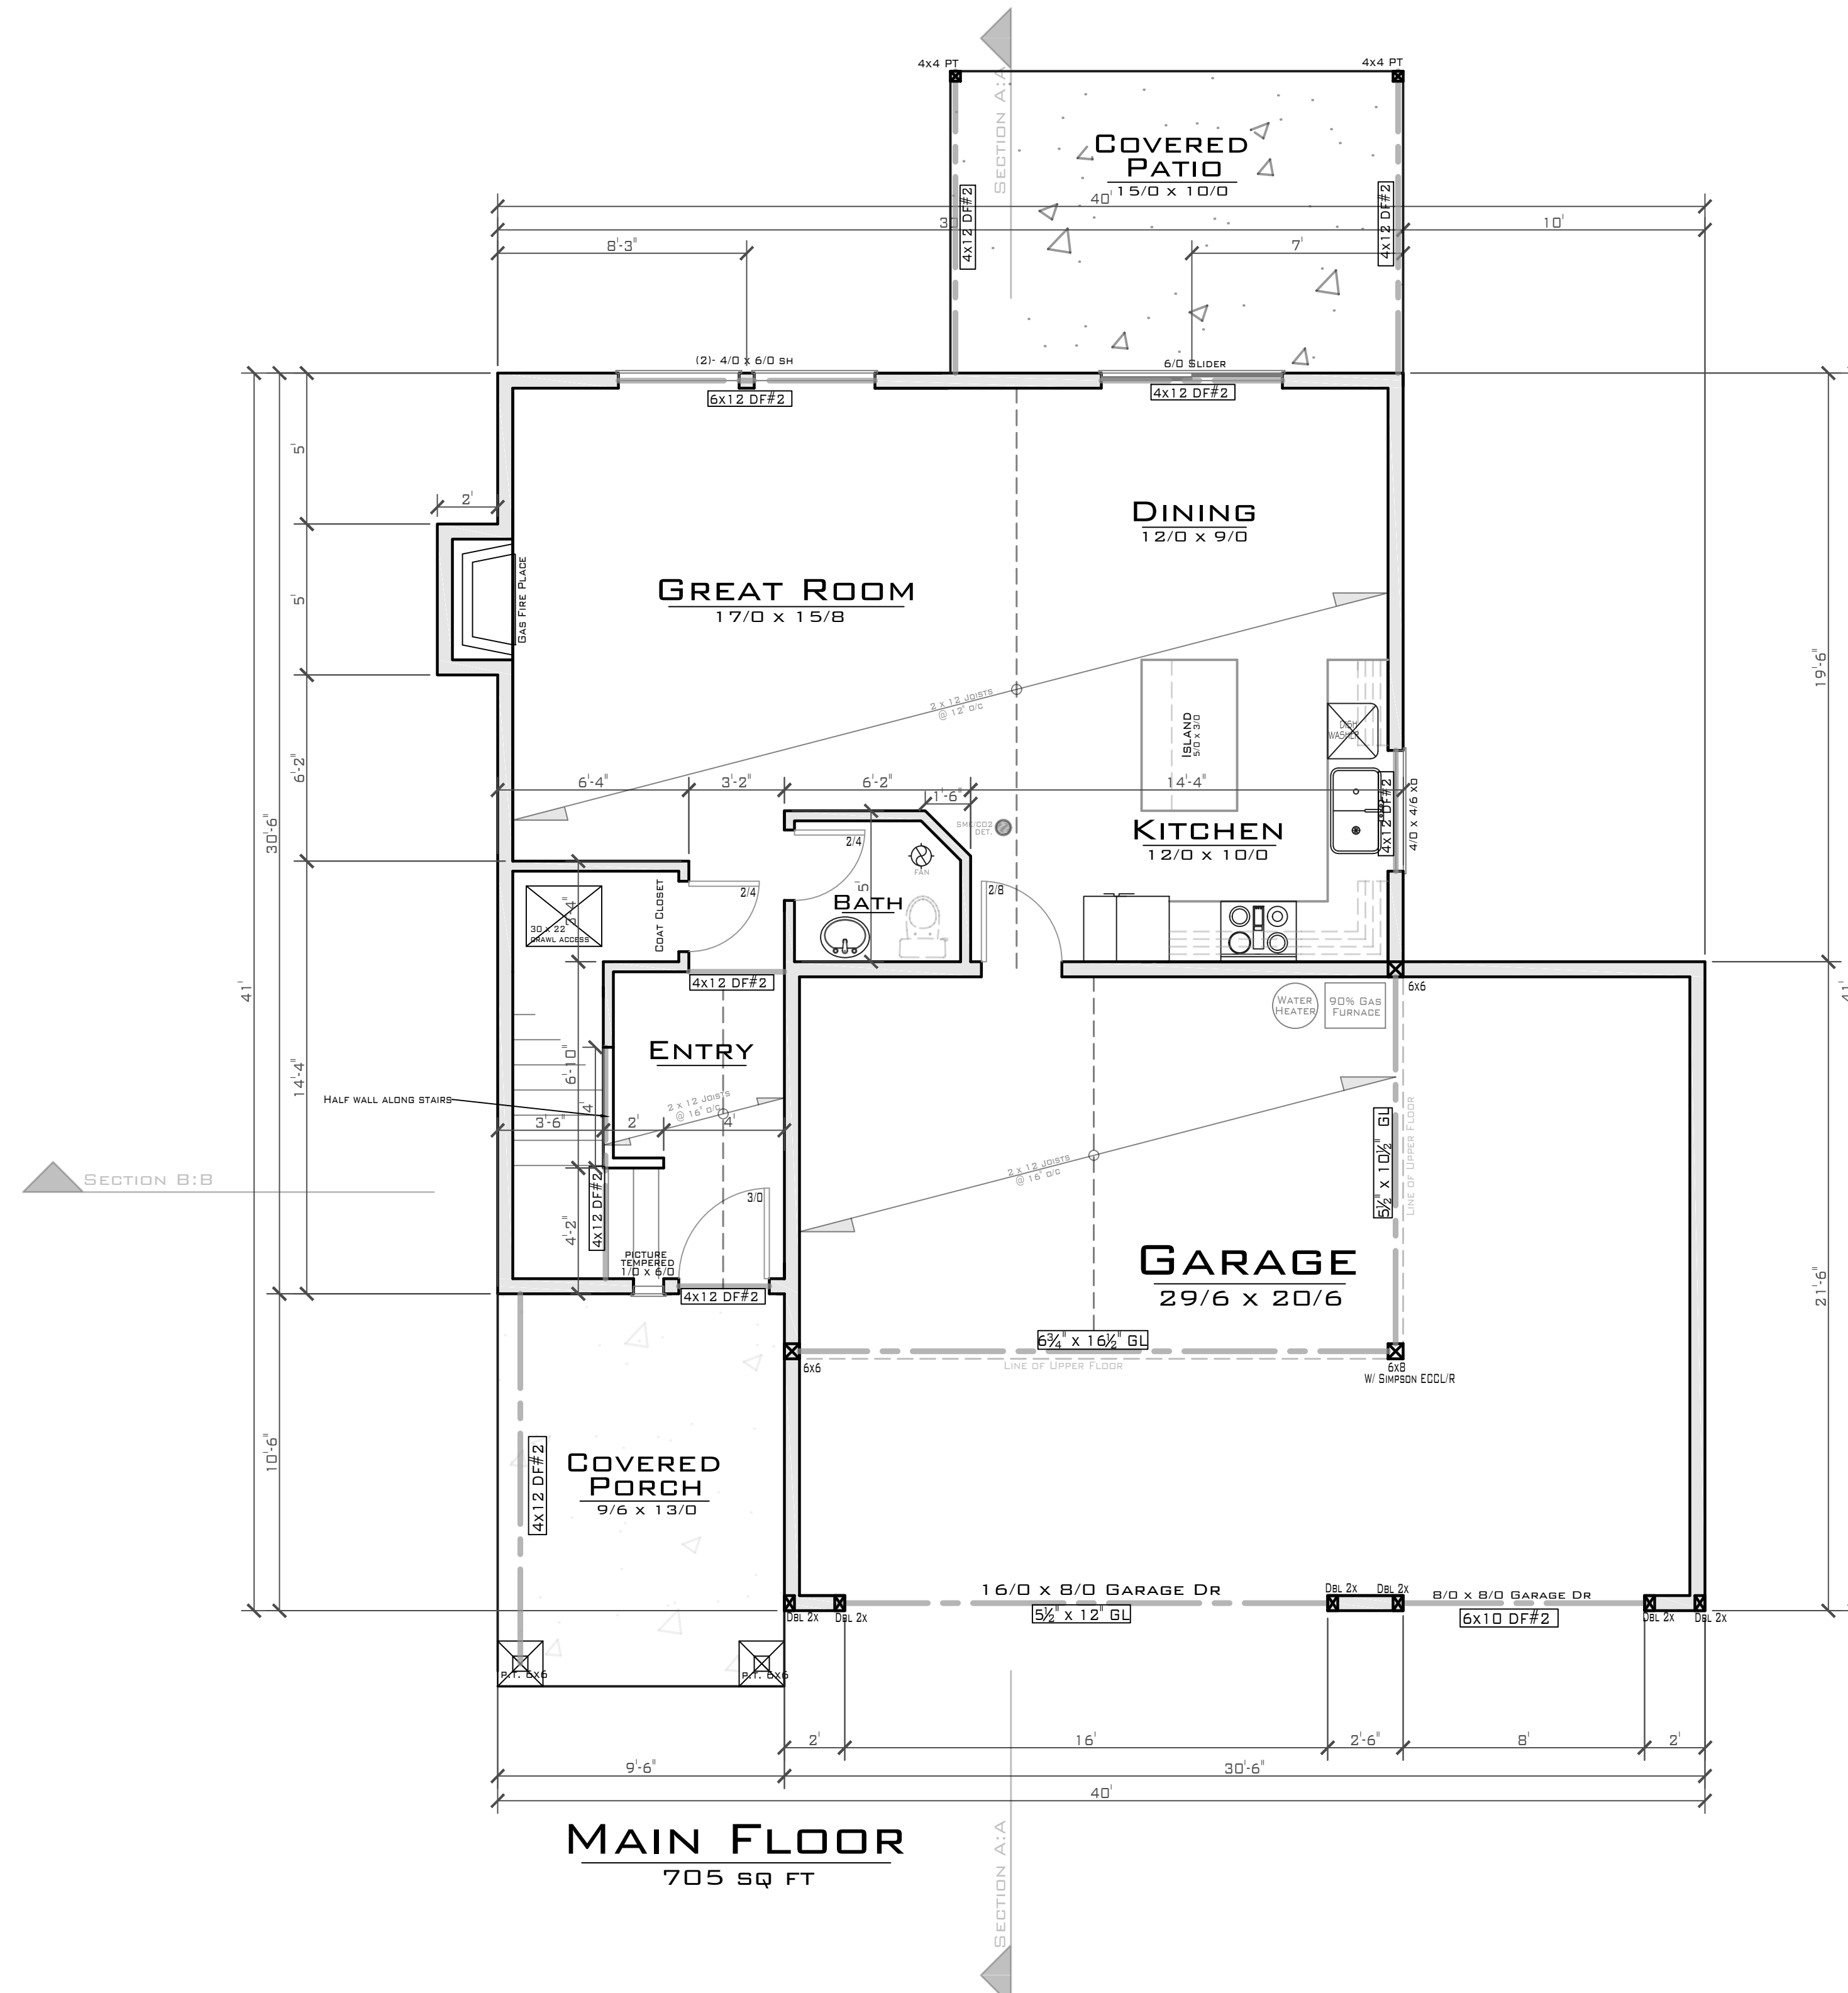 4x4 PT
4x4 PT
Section A:A
Covered
Patio
15/0 x 10/0
40'
30'
10'
4x12 DF#2
4x12 DF#2
8'-3"
7'
(2)- 4/0 x 6/0 SH
6/0 Slider
6x12 DF#2
4x12 DF#2
5'
2'
Gas Fire Place
5'
Dining
12/0 x 9/0
Great Room
17/0 x 15/8
19'-6"
2 x 12 Joists
@ 12" o/c
Island
5/0 x 3/0
Dish
Washer
6'-2"
30'-6"
6'-4"
3'-2"
6'-2"
1'-6"
14'-4"
4x12 DF#2
4/0 x 4/6 XO
SMK/CO2
Det.
Kitchen
12/0 x 10/0
2/4
Fan
5'
Bath
2/4
2/8
Coat Closet
3'-4"
30 x 22
Crawl Access
4x12 DF#2
6x6
41'
41'
Water
Heater
90% Gas
Furnace
Entry
14'-4"
6'-10"
4'
Half wall along stairs
2 x 12 Joists
@ 16" o/c
3'-6"
2'
4'
5½" x 10½" GL
Line of Upper Floor
2 x 12 Joists
@ 16" o/c
Section B:B
4x12 DF#2
3/0
4'-2"
Picture
Tempered
1/0 x 6/0
4x12 DF#2
Garage
29/6 x 20/6
21'-6"
6¾" x 16½" GL
Line of Upper Floor
6x6
6x8
w/ Simpson ECCL/R
10'-6"
4x12 DF#2
Covered
Porch
9/6 x 13/0
16/0 x 8/0 Garage Dr
5½" x 12" GL
Dbl 2x
Dbl 2x
Dbl 2x
Dbl 2x
8/0 x 8/0 Garage Dr
6x10 DF#2
Dbl 2x
Dbl 2x
P.T. 6x6
P.T. 6x6
2'
16'
2'-6"
8'
2'
9'-6"
30'-6"
40'
Main Floor
705 sq ft
Section A:A